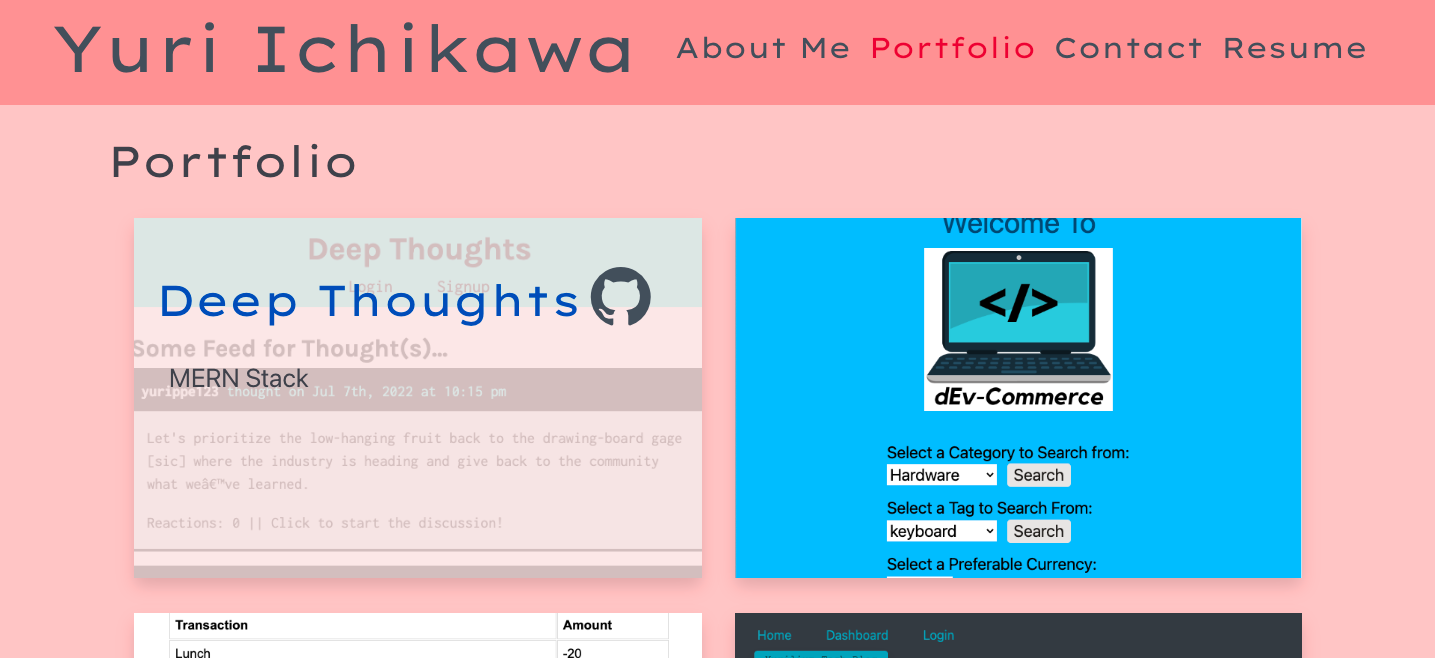 Yuri Ichikawa
About Me Portfolio Contact Resume
Portfolio
Deep Thoughts
Login Signup
Deep Thoughts
Some Feed for Thought(s)...
MERN Stack
yurippe123 thought on Jul 7th, 2022 at 10:15 pm
Let's prioritize the low-hanging fruit back to the drawing-board gage
[sic] where the industry is heading and give back to the community
what weâ€™ve learned.
Reactions: 0 || Click to start the discussion!
Welcome To
</>
dEv-Commerce
Select a Category to Search from:
Hardware Search
Select a Tag to Search From:
keyboard Search
Select a Preferable Currency:
Transaction Amount
Lunch -20
Home Dashboard Login